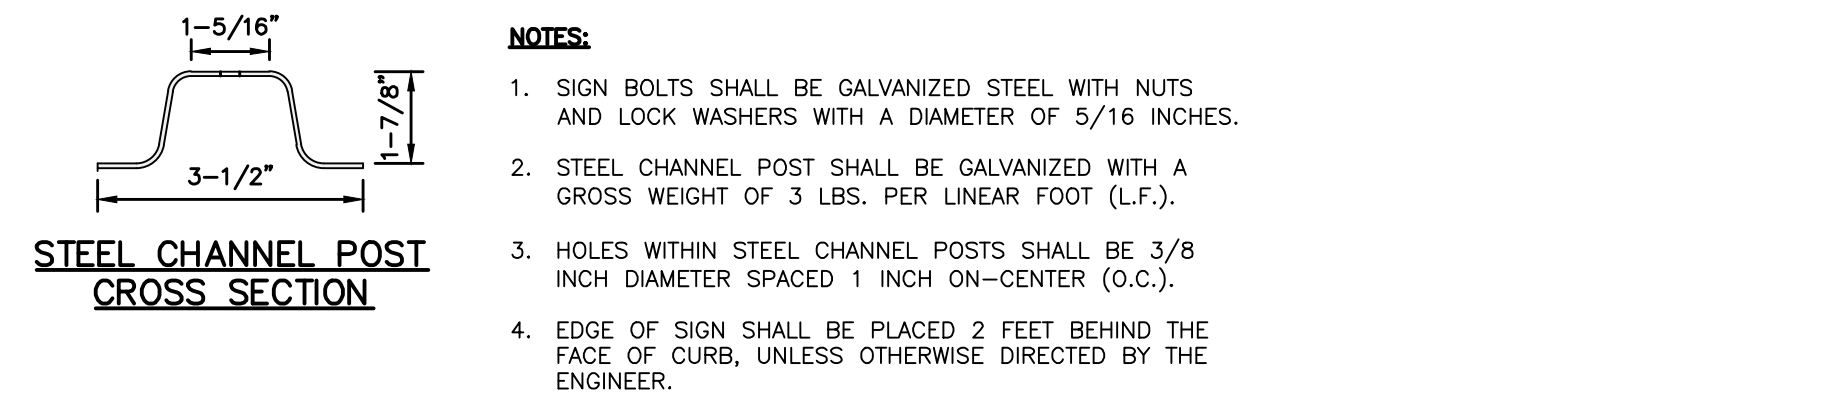 1-5/16"
1-7/8"
3-1/2"
STEEL CHANNEL POST
CROSS SECTION
NOTES:
1. SIGN BOLTS SHALL BE GALVANIZED STEEL WITH NUTS
AND LOCK WASHERS WITH A DIAMETER OF 5/16 INCHES.
2. STEEL CHANNEL POST SHALL BE GALVANIZED WITH A
GROSS WEIGHT OF 3 LBS. PER LINEAR FOOT (L.F.).
3. HOLES WITHIN STEEL CHANNEL POSTS SHALL BE 3/8
INCH DIAMETER SPACED 1 INCH ON-CENTER (O.C.).
4. EDGE OF SIGN SHALL BE PLACED 2 FEET BEHIND THE
FACE OF CURB, UNLESS OTHERWISE DIRECTED BY THE
ENGINEER.